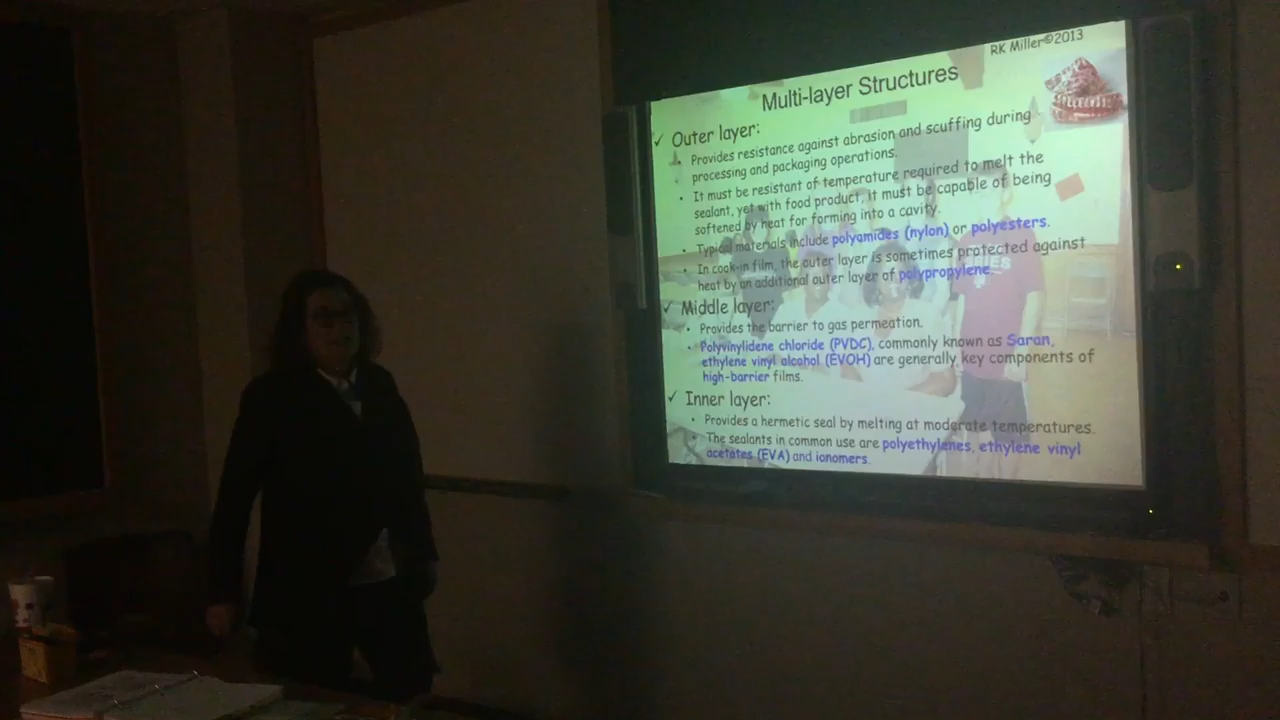 RK Miller©2013
Multi-layer Structures
✓ Outer layer:
• Provides resistance against abrasion and scuffing during
processing and packaging operations.
• It must be resistant of temperature required to melt the
sealant, yet with food product, it must be capable of being
softened by heat for forming into a cavity.
• Typical materials include polyamides (nylon) or polyesters.
• In cook-in film, the outer layer is sometimes protected against
heat by an additional outer layer of polypropylene.
✓ Middle layer:
• Provides the barrier to gas permeation.
• Polyvinylidene chloride (PVDC), commonly known as Saran,
ethylene vinyl alcohol (EVOH) are generally key components of
high-barrier films.
✓ Inner layer:
• Provides a hermetic seal by melting at moderate temperatures.
• The sealants in common use are polyethylenes, ethylene vinyl
acetates (EVA) and ionomers.